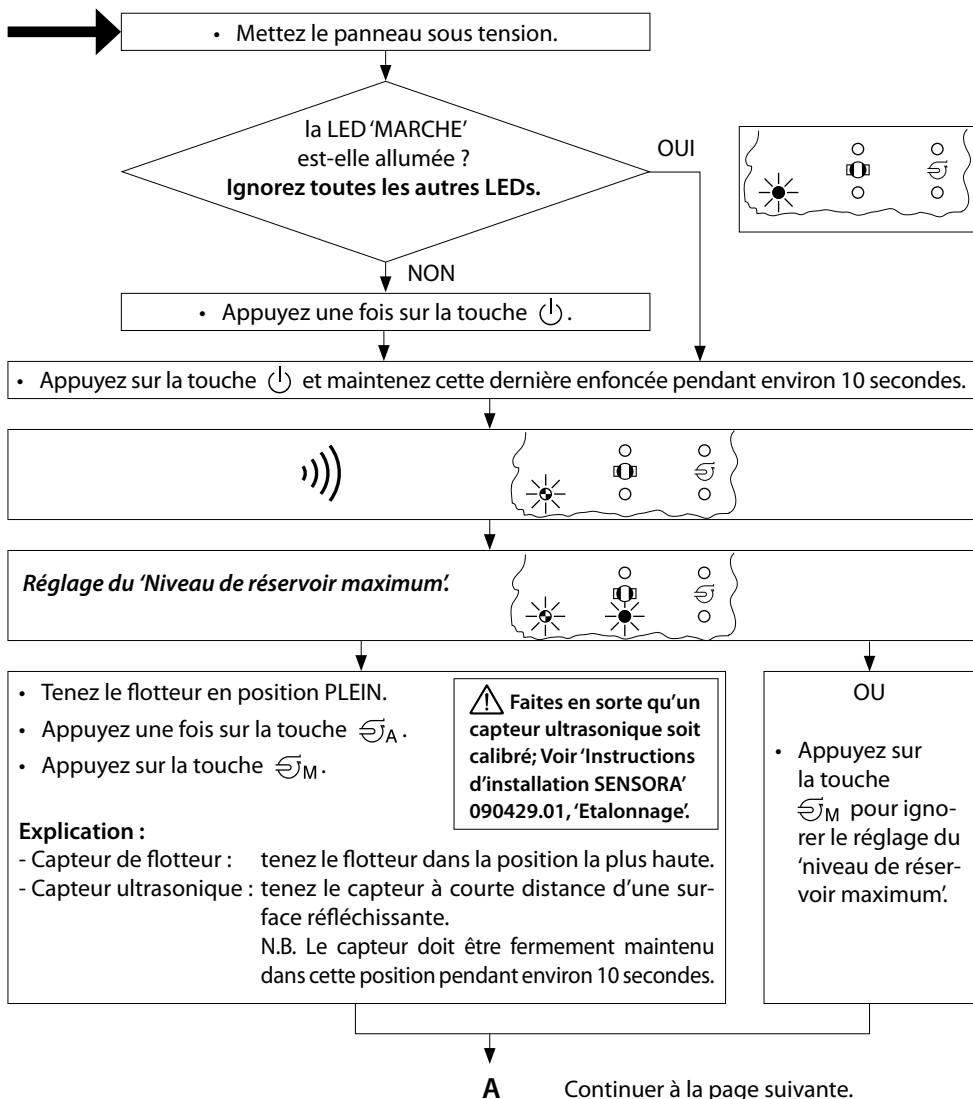 • Mettez le panneau sous tension.
la LED ‘MARCHE’
est-elle allumée ?
Ignorez toutes les autres LEDs.
OUI
NON
• Appuyez une fois sur la touche .
• Appuyez sur la touche et maintenez cette dernière enfoncée pendant environ 10 secondes.
Réglage du ‘Niveau de réservoir maximum’.
• Tenez le flotteur en position PLEIN.
• Appuyez une fois sur la touche A .
• Appuyez sur la touche M .
Faites en sorte qu’un
capteur ultrasonique soit
calibré; Voir ‘Instructions
d’installation SENSORA’
090429.01, ‘Etalonnage’.
Explication :
- Capteur de flotteur : tenez le flotteur dans la position la plus haute.
- Capteur ultrasonique : tenez le capteur à courte distance d’une sur-
face réfléchissante.
N.B. Le capteur doit être fermement maintenu
dans cette position pendant environ 10 secondes.
OU
• Appuyez sur
la touche
M pour igno-
rer le réglage du
‘niveau de réser-
voir maximum’.
A Continuer à la page suivante.